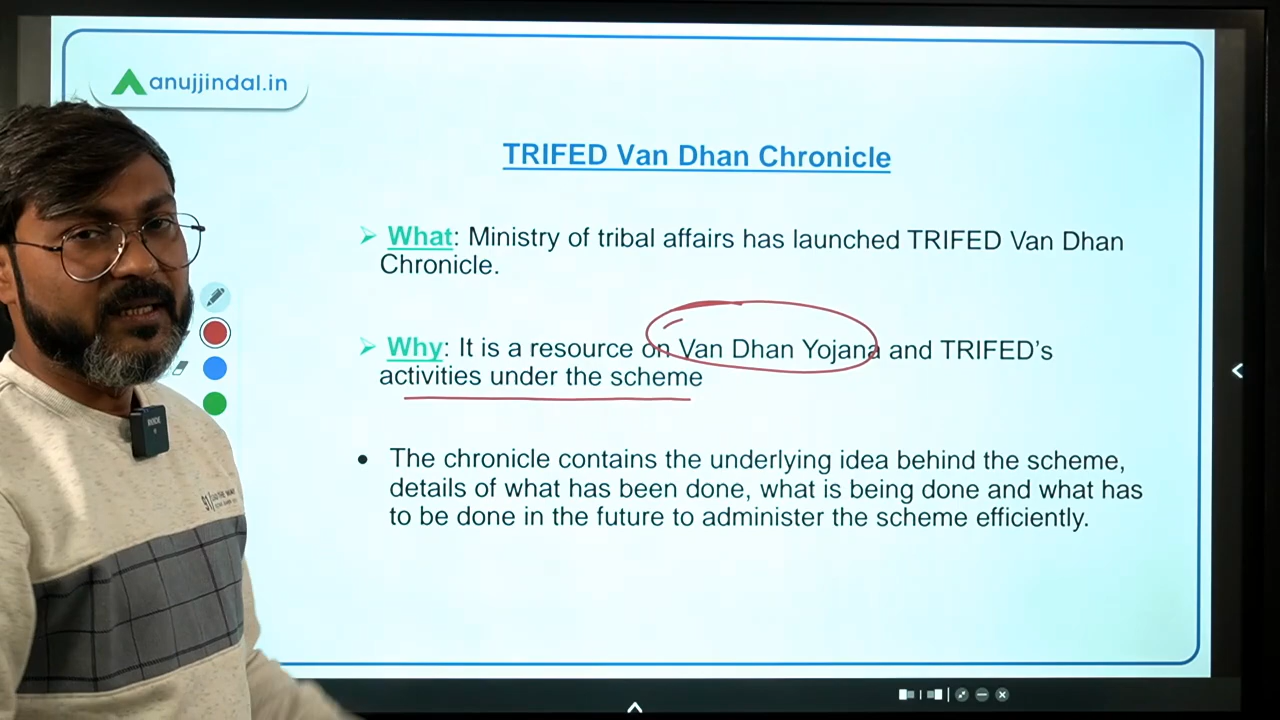 anujjindal.in
TRIFED Van Dhan Chronicle
What: Ministry of tribal affairs has launched TRIFED Van Dhan
Chronicle.
Why: It is a resource on Van Dhan Yojana and TRIFED's
activities under the scheme
The chronicle contains the underlying idea behind the scheme,
details of what has been done, what is being done and what has
to be done in the future to administer the scheme efficiently.
RODE